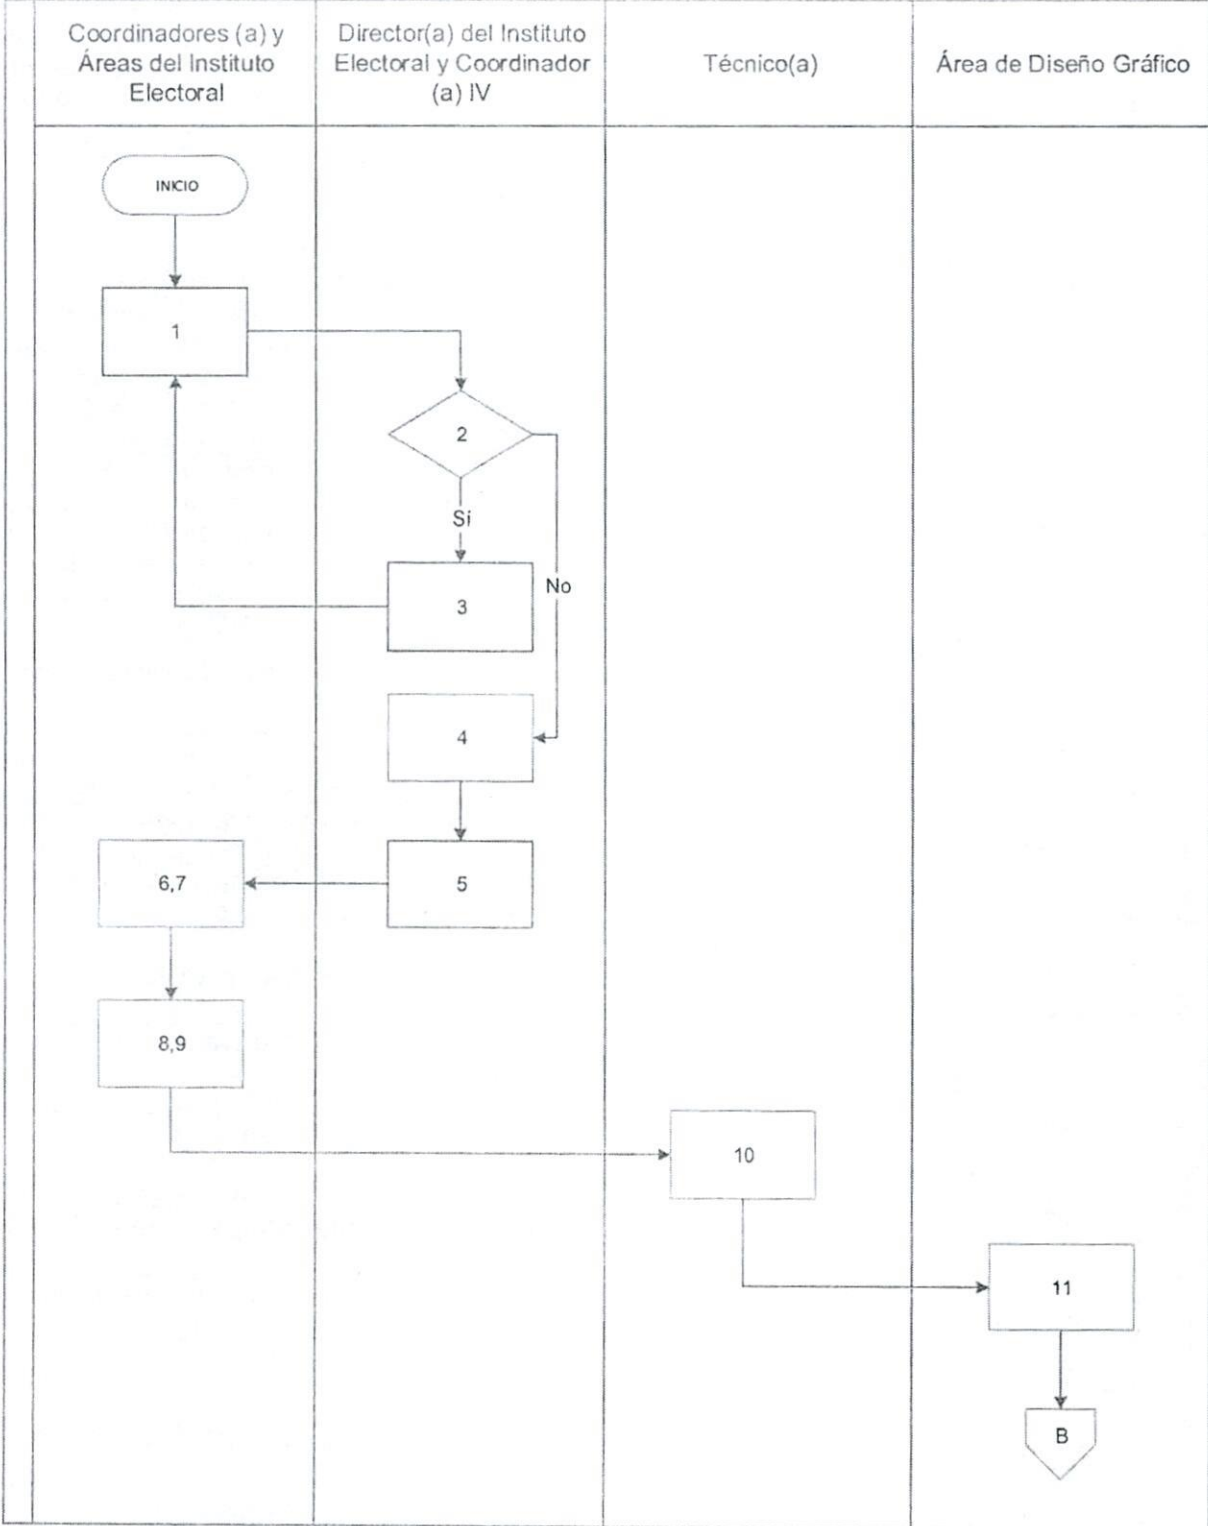 Coordinadores (a) y
Áreas del Instituto
Electoral
Director(a) del Instituto
Electoral y Coordinador
(a) IV
Técnico(a)
Área de Diseño Gráfico
INICIO
1
2
Sí
No
3
4
5
6,7
8,9
10
11
B